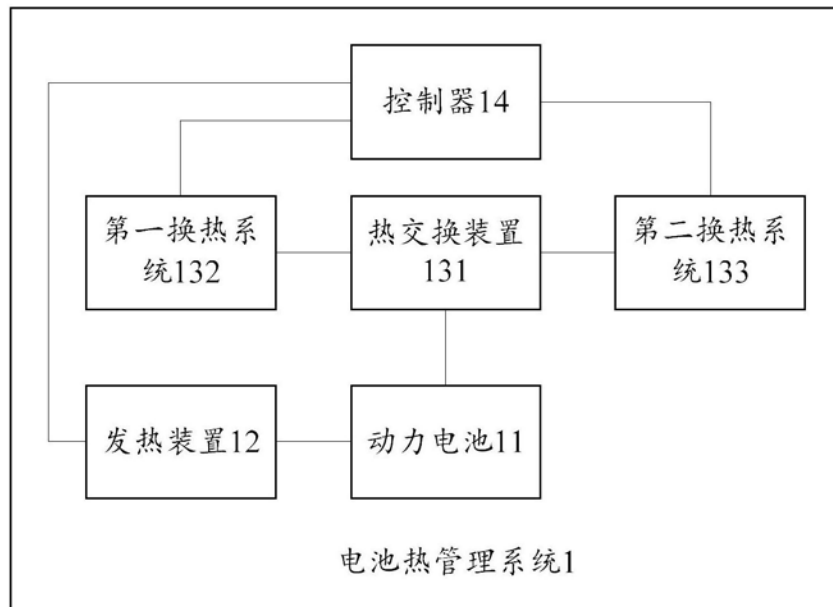 控制器14
第一换热系
统132
热交换装置
131
第二换热系
统133
发热装置12
动力电池11
电池热管理系统1